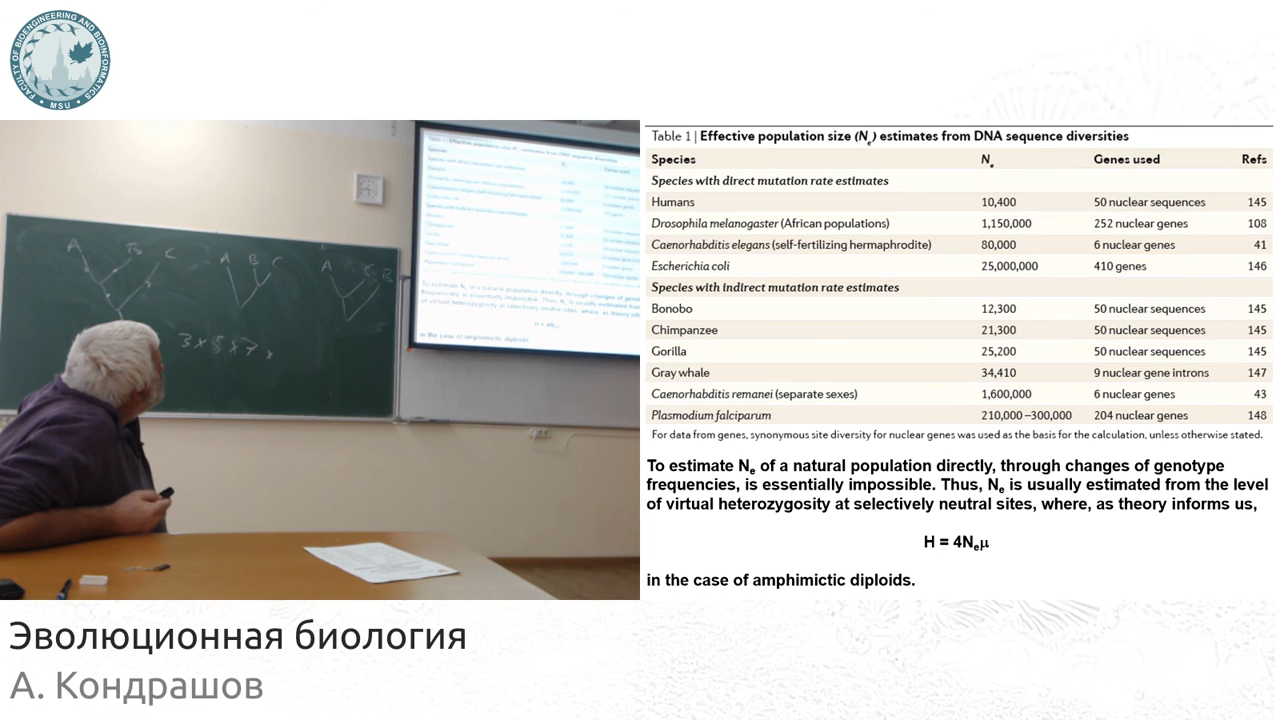 FACULTY OF BIOENGINEERING AND BIOINFORMATICS
• MSU •
A B C A B C A C B
3 x 5 x 7 x
Table 1 | Effective population size (Ne) estimates from DNA sequence diversities
Species Ne Genes used Refs
Species with direct mutation rate estimates
Humans 10,400 50 nuclear sequences 145
Drosophila melanogaster (African populations) 1,150,000 252 nuclear genes 108
Caenorhabditis elegans (self-fertilizing hermaphrodite) 80,000 6 nuclear genes 41
Escherichia coli 25,000,000 410 genes 146
Species with indirect mutation rate estimates
Bonobo 12,300 50 nuclear sequences 145
Chimpanzee 21,300 50 nuclear sequences 145
Gorilla 25,200 50 nuclear sequences 145
Gray whale 34,410 9 nuclear gene introns 147
Caenorhabditis remanei (separate sexes) 1,600,000 6 nuclear genes 43
Plasmodium falciparum 210,000–300,000 204 nuclear genes 148
For data from genes, synonymous site diversity for nuclear genes was used as the basis for the calculation, unless otherwise stated.
To estimate Ne of a natural population directly, through changes of genotype
frequencies, is essentially impossible. Thus, Ne is usually estimated from the level
of virtual heterozygosity at selectively neutral sites, where, as theory informs us,
H = 4Neµ
in the case of amphimictic diploids.
Эволюционная биология
А. Кондрашов